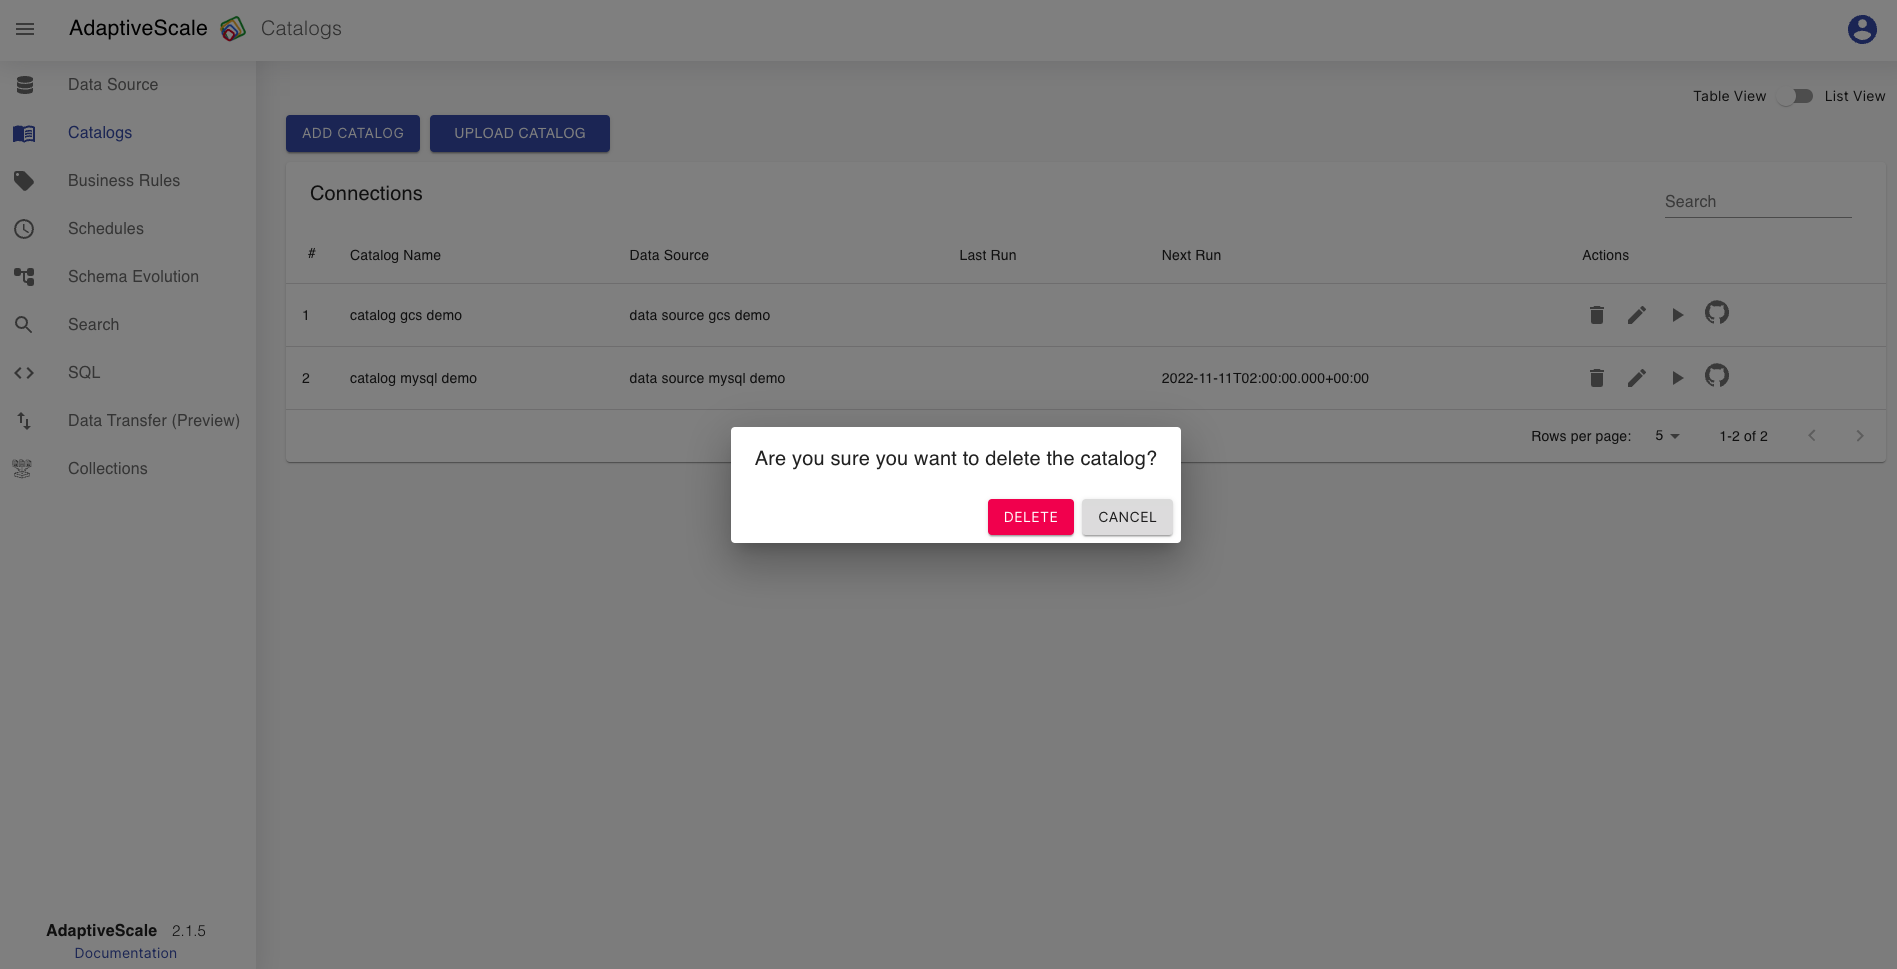 AdaptiveScale Catalogs
Data Source
Catalogs
Business Rules
Schedules
Schema Evolution
Search
SQL
Data Transfer (Preview)
Collections
AdaptiveScale 2.1.5
Documentation
Table View List View
ADD CATALOG UPLOAD CATALOG
Connections
Search
# Catalog Name Data Source Last Run Next Run Actions
1 catalog gcs demo data source gcs demo
2 catalog mysql demo data source mysql demo 2022-11-11T02:00:00.000+00:00
Rows per page: 5 1-2 of 2
Are you sure you want to delete the catalog?
DELETE CANCEL